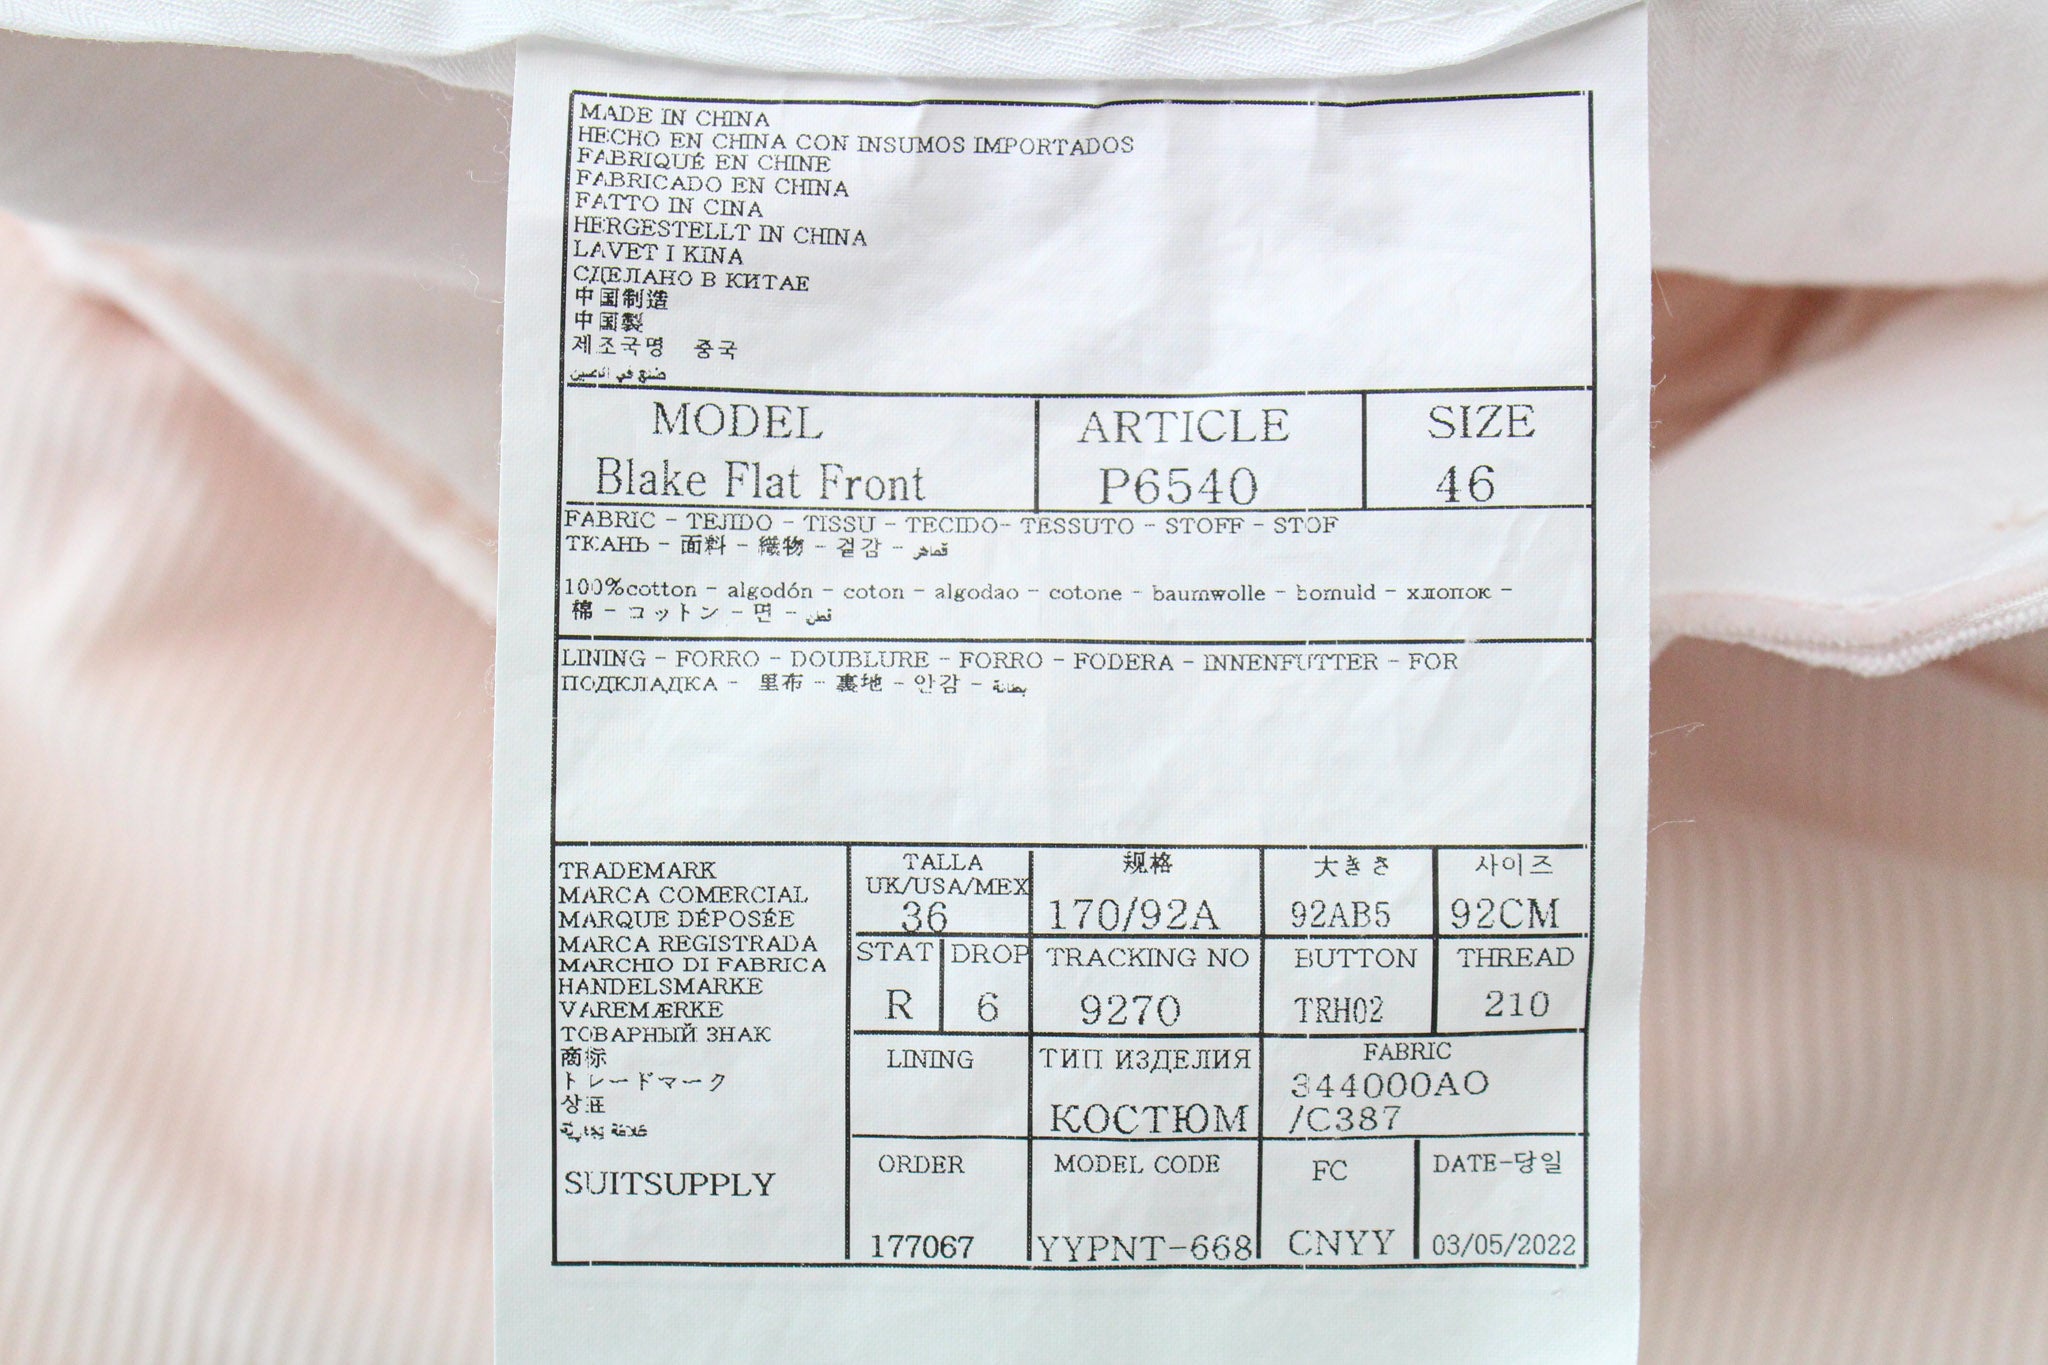 MADE IN CHINA
HECHO EN CHINA CON INSUMOS IMPORTADOS
FABRIQUÉ EN CHINE
FABRICADO EN CHINA
FATTO IN CINA
HERGESTELLT IN CHINA
LAVET I KINA
СДЕЛАНО В КИТАЕ
中国制造
中国製
제조국명 중국
صنع في الصين
MODEL ARTICLE SIZE
Blake Flat Front P6540 46
FABRIC - TEJIDO - TISSU - TECIDO- TESSUTO - STOFF - STOF
ТКАНЬ - 面料 - 織物 - 겉감 - قماش
100%cotton - algodón - coton - algodao - cotone - baumwolle - bomuld - хлопок -
棉 - コットン - 면 - قطن
LINING - FORRO - DOUBLURE - FORRO - FODERA - INNENFUTTER - FOR
ПОДКЛАДКА - 里布 - 裏地 - 안감 - بطانة
TRADEMARK
MARCA COMERCIAL
MARQUE DÉPOSÉE
MARCA REGISTRADA
MARCHIO DI FABRICA
HANDELSMARKE
VAREMÆRKE
ТОВАРНЫЙ ЗНАК
商标
トレードマーク
상표
علامة تجارية
SUITSUPPLY
TALLA 规格 大きさ 사이즈
UK/USA/MEX
36 170/92A 92AB5 92CM
STAT DROP TRACKING NO BUTTON THREAD
R 6 9270 TRH02 210
LINING ТИП ИЗДЕЛИЯ FABRIC
344000AO
КОСТЮМ /C387
ORDER MODEL CODE FC DATE-당일
177067 YYPNT-668 CNYY 03/05/2022